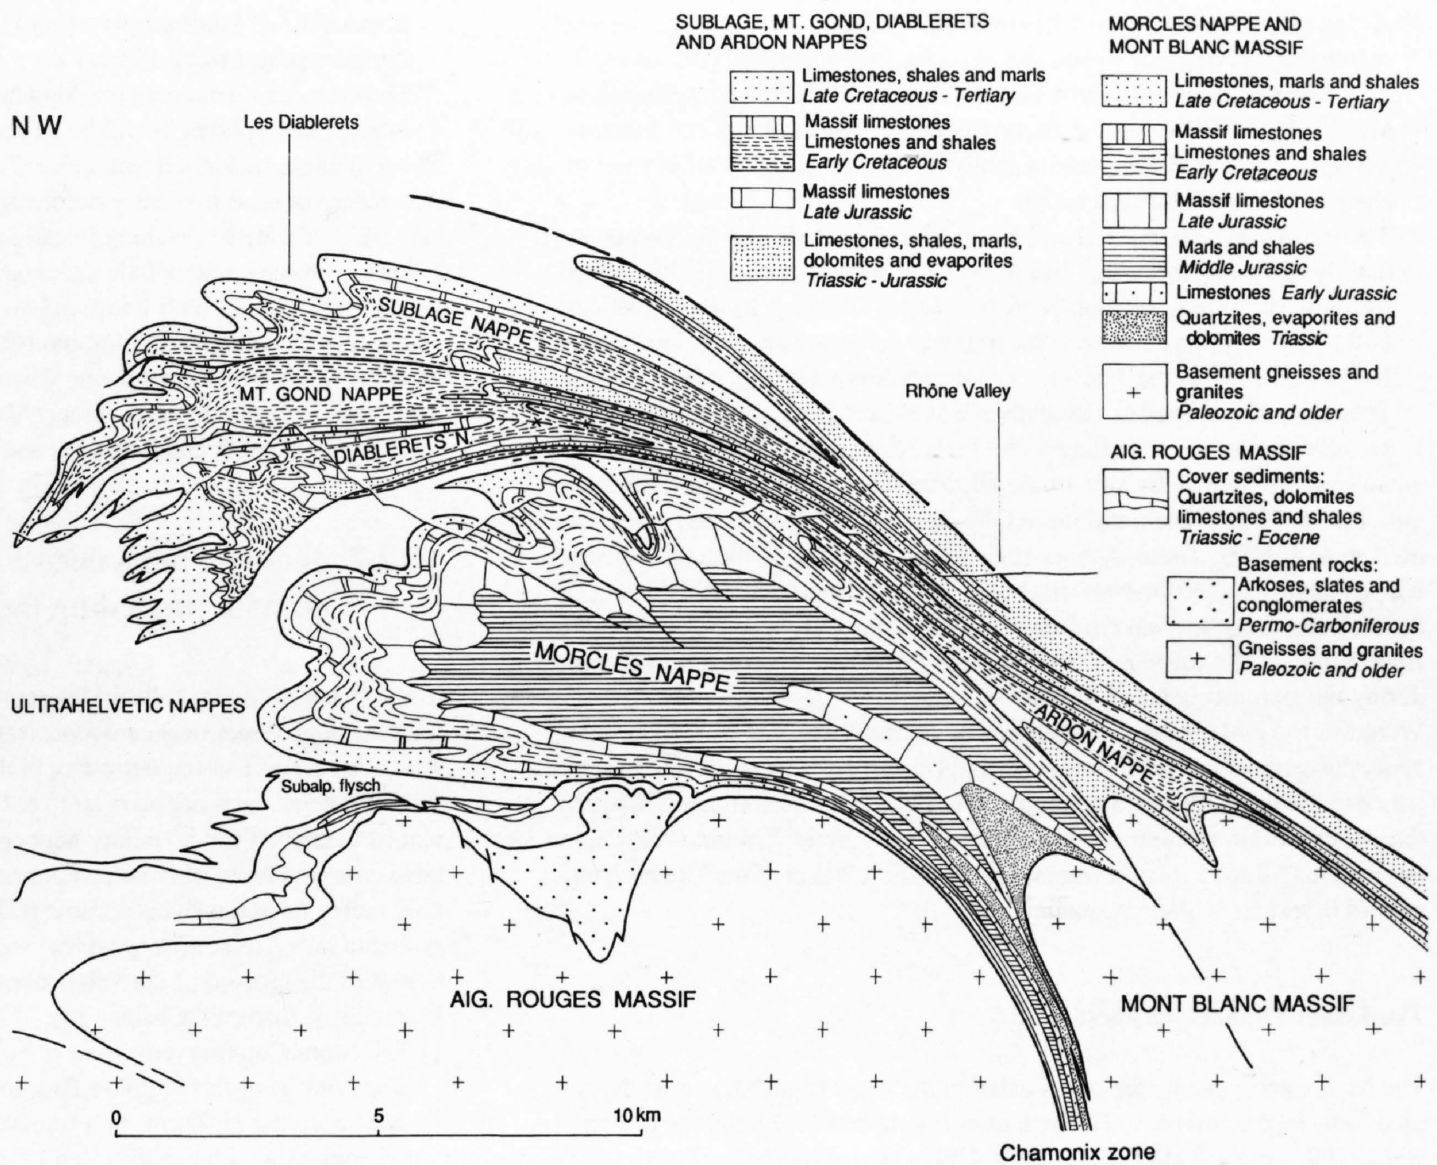 NW
Les Diablerets
SUBLAGE, MT. GOND, DIABLERETS
AND ARDON NAPPES
Limestones, shales and marls
Late Cretaceous - Tertiary
Massif limestones
Limestones and shales
Early Cretaceous
Massif limestones
Late Jurassic
Limestones, shales, marls,
dolomites and evaporites
Triassic - Jurassic
MORCLES NAPPE AND
MONT BLANC MASSIF
Limestones, marls and shales
Late Cretaceous - Tertiary
Massif limestones
Limestones and shales
Early Cretaceous
Massif limestones
Late Jurassic
Marls and shales
Middle Jurassic
Limestones Early Jurassic
Quartzites, evaporites and
dolomites Triassic
Basement gneisses and
granites
Paleozoic and older
AIG. ROUGES MASSIF
Cover sediments:
Quartzites, dolomites
limestones and shales
Triassic - Eocene
Basement rocks:
Arkoses, slates and
conglomerates
Permo-Carboniferous
Gneisses and granites
Paleozoic and older
SUBLAGE NAPPE
MT. GOND NAPPE
DIABLERETS N.
Rhône Valley
MORCLES NAPPE
ULTRAHELVETIC NAPPES
ARDON NAPPE
Subalp. flysch
AIG. ROUGES MASSIF
MONT BLANC MASSIF
0 5 10 km
Chamonix zone